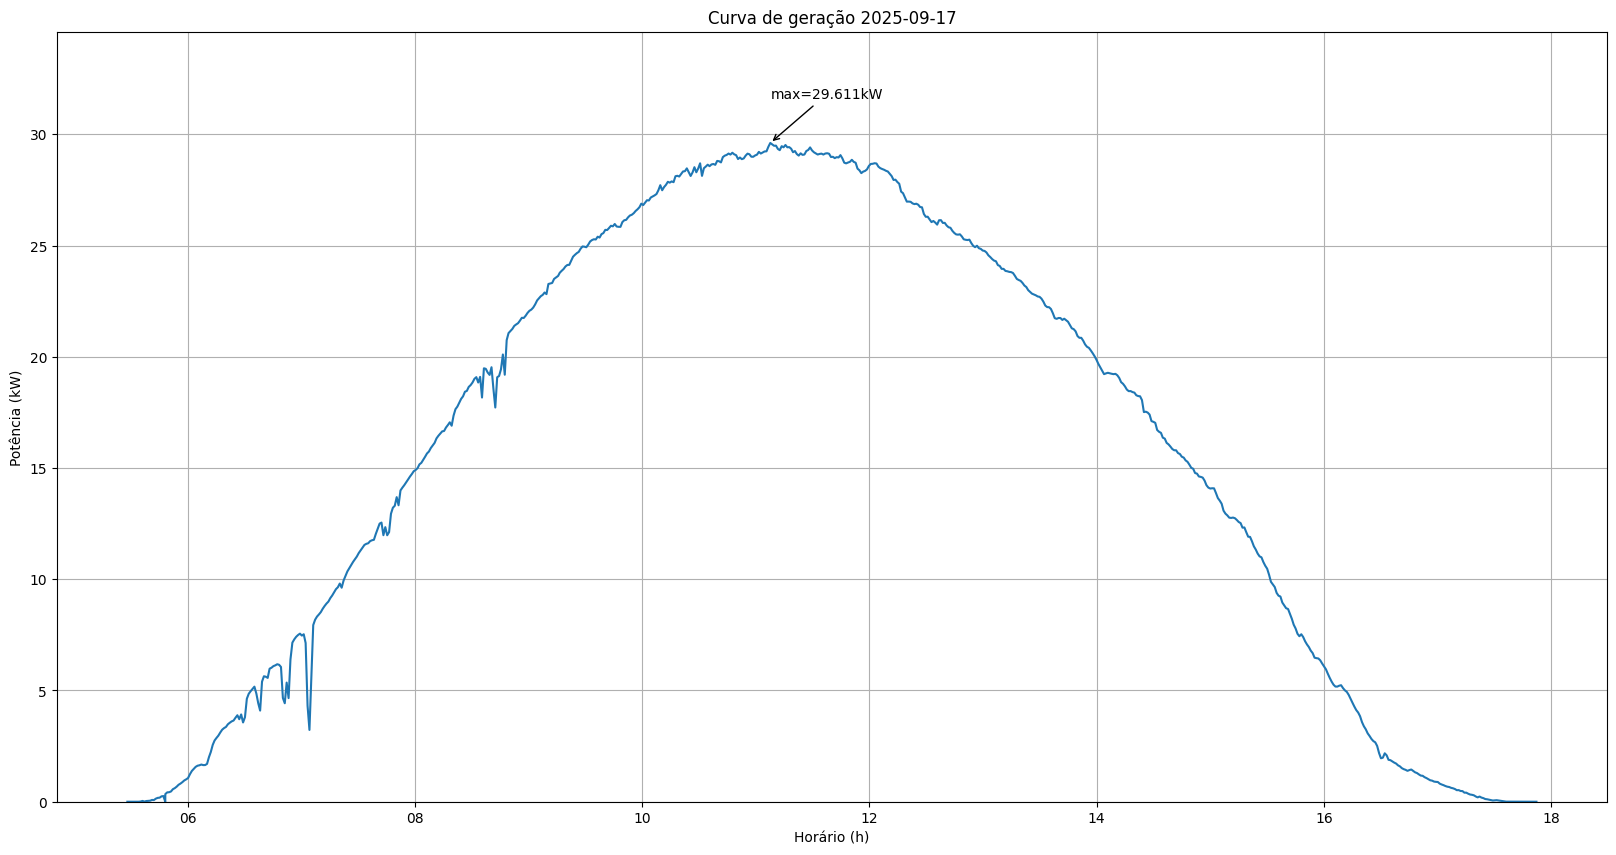 Curva de geração 2025-09-17
max=29.611kW
30
25
20
15
10
5
0
Potência (kW)
06 08 10 12 14 16 18
Horário (h)